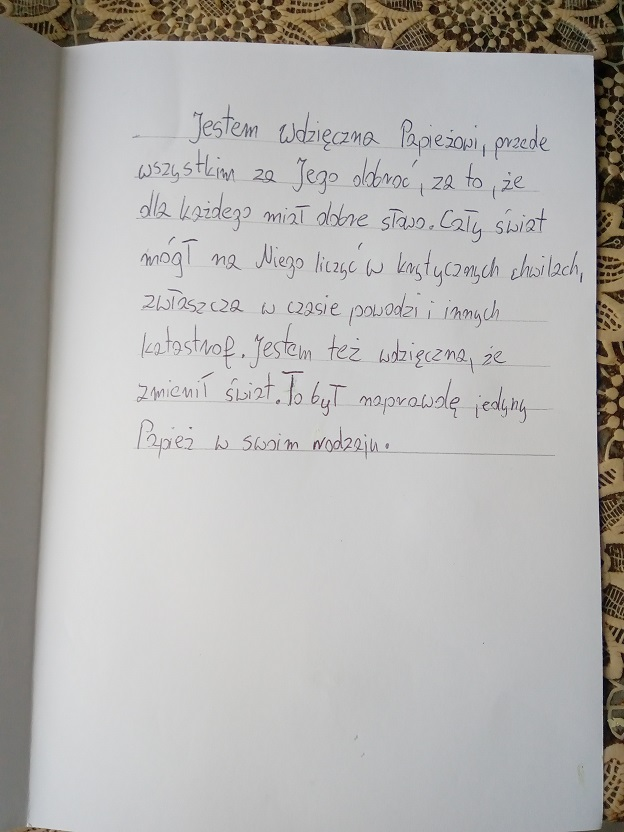 Jestem wdzięczna Papieżowi, przede
wszystkim za Jego dobroć, za to, że
dla każdego miał dobre słowo. Cały świat
mógł na Niego liczyć w krytycznych chwilach,
zwłaszcza w czasie powodzi i innych
katastrof. Jestem też wdzięczna, że
zmienił świat. To był naprawdę jedyny
Papież w swoim rodzaju.